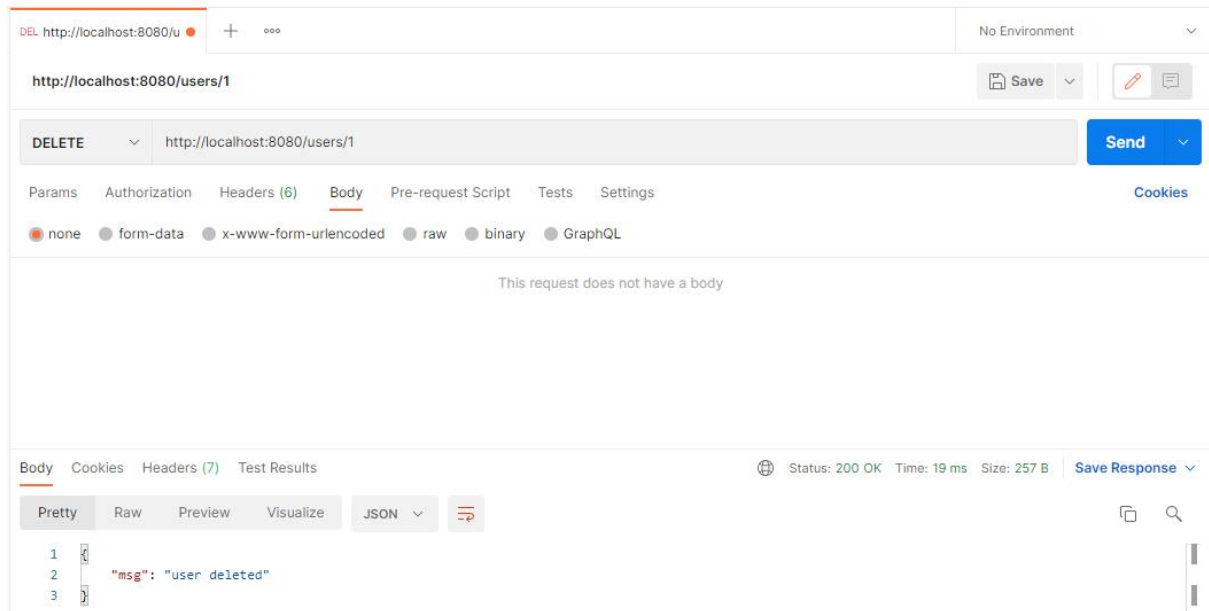 DEL http://localhost:8080/u No Environment
http://localhost:8080/users/1 Save
DELETE http://localhost:8080/users/1 Send
Params Authorization Headers (6) Body Pre-request Script Tests Settings Cookies
none form-data x-www-form-urlencoded raw binary GraphQL
This request does not have a body
Body Cookies Headers (7) Test Results Status: 200 OK Time: 19 ms Size: 257 B Save Response
Pretty Raw Preview Visualize JSON
1 {
2 "msg": "user deleted"
3 }